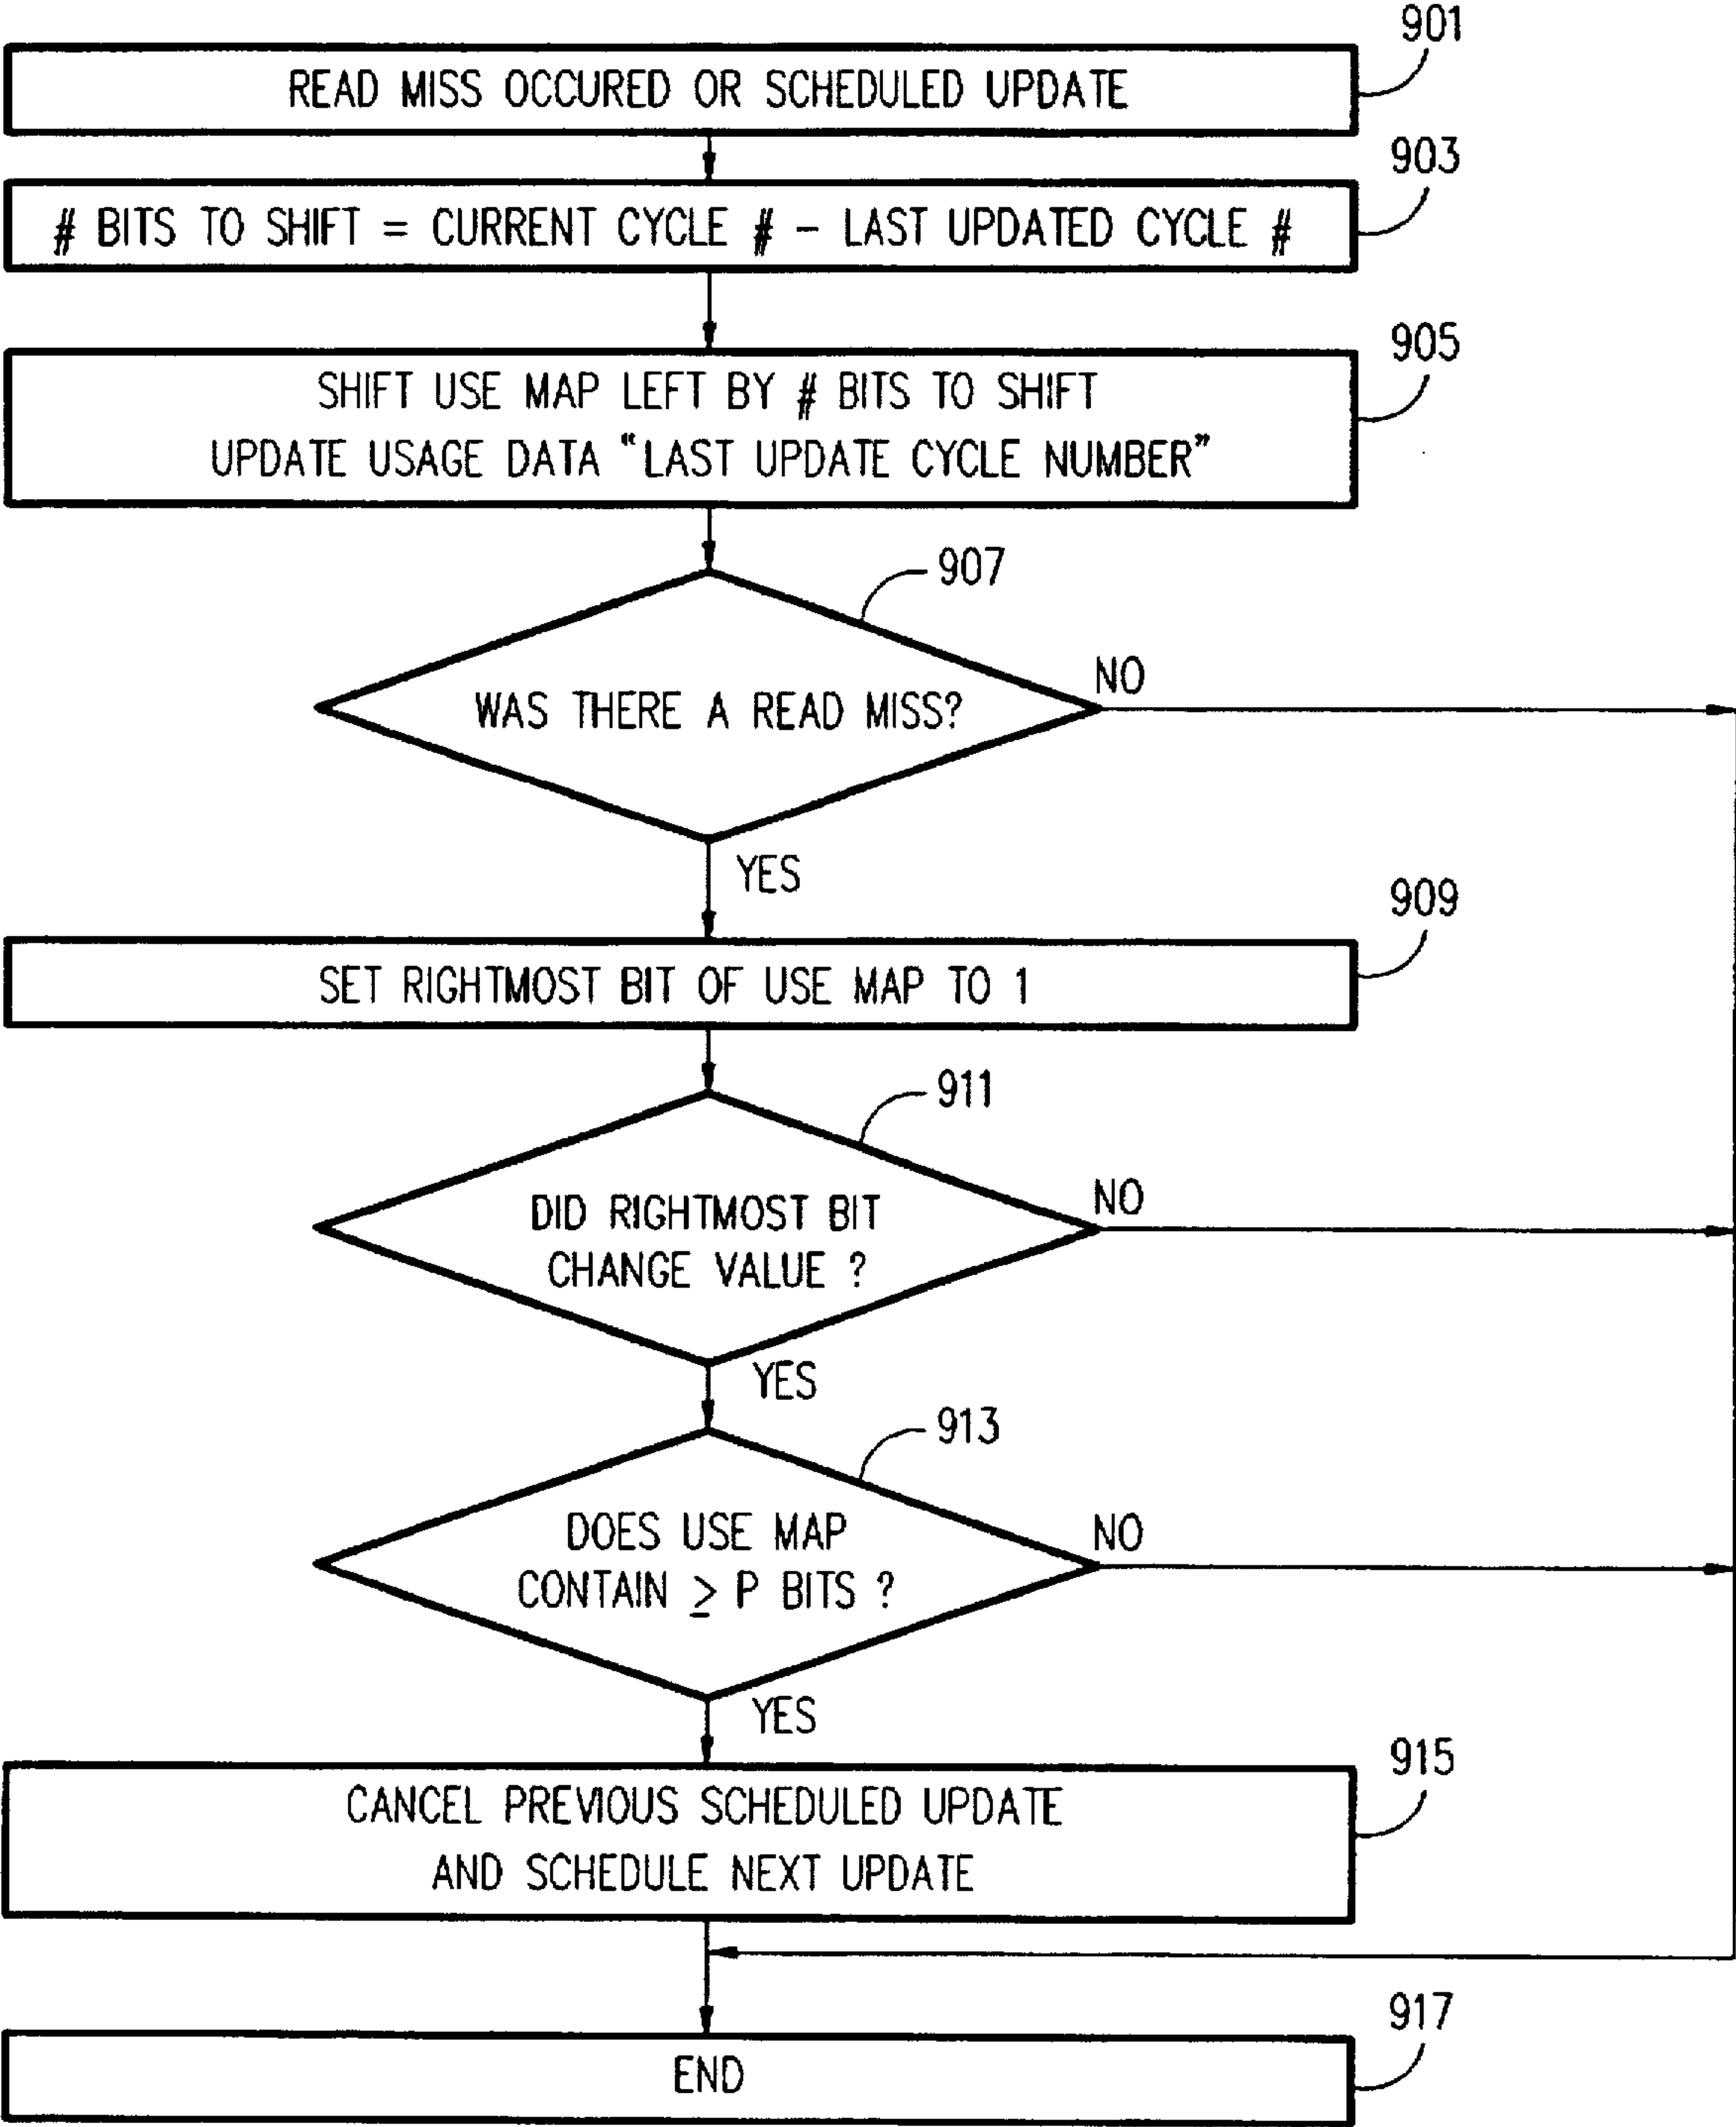 901
READ MISS OCCURED OR SCHEDULED UPDATE
903
# BITS TO SHIFT = CURRENT CYCLE # - LAST UPDATED CYCLE #
905
SHIFT USE MAP LEFT BY # BITS TO SHIFT
UPDATE USAGE DATA "LAST UPDATE CYCLE NUMBER"
907
NO
WAS THERE A READ MISS?
YES
909
SET RIGHTMOST BIT OF USE MAP TO 1
911
NO
DID RIGHTMOST BIT
CHANGE VALUE ?
YES
913
NO
DOES USE MAP
CONTAIN ≥ P BITS ?
YES
915
CANCEL PREVIOUS SCHEDULED UPDATE
AND SCHEDULE NEXT UPDATE
917
END